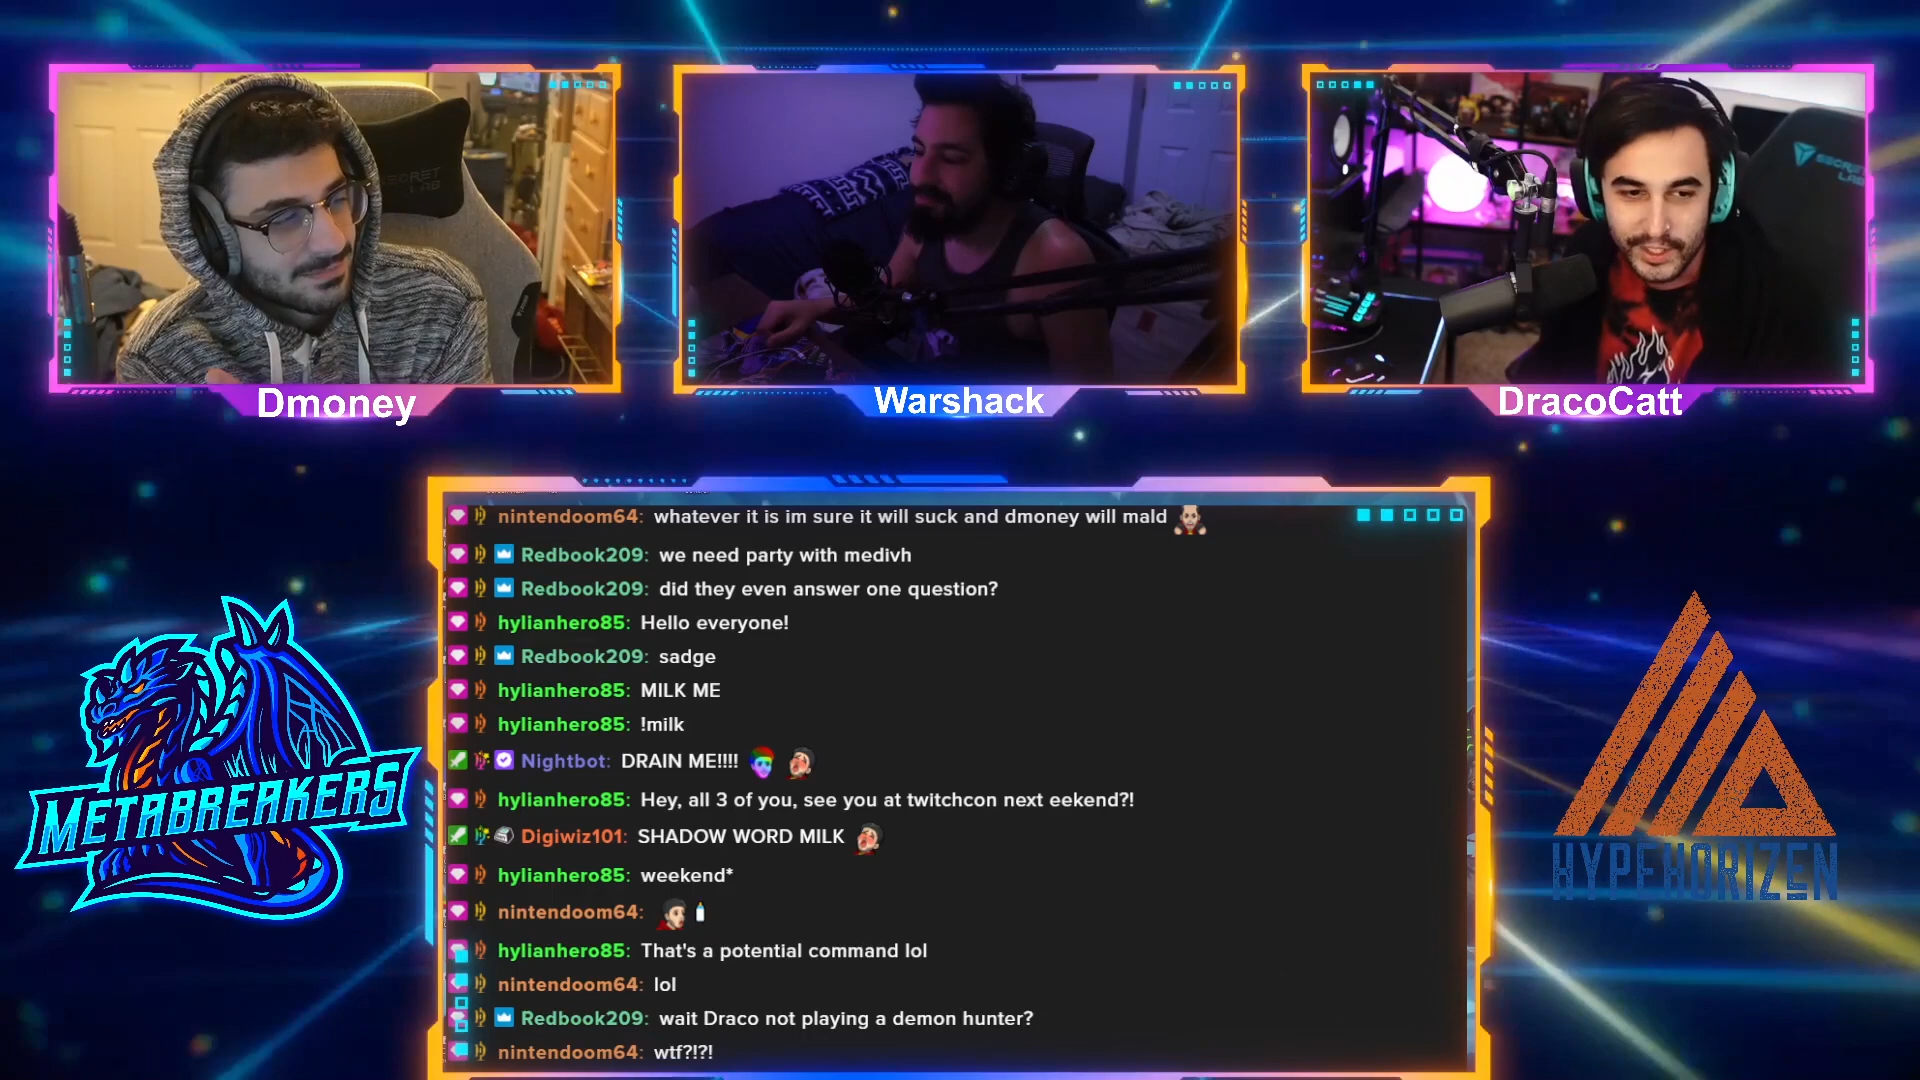 SECRET
LAB
SECRET
LAB
Dmoney
Warshack
DracoCatt
nintendoom64: whatever it is im sure it will suck and dmoney will mald
Redbook209: we need party with medivh
Redbook209: did they even answer one question?
hylianhero85: Hello everyone!
Redbook209: sadge
hylianhero85: MILK ME
hylianhero85: !milk
Nightbot: DRAIN ME!!!!
hylianhero85: Hey, all 3 of you, see you at twitchcon next eekend?!
Digiwiz101: SHADOW WORD MILK
hylianhero85: weekend*
nintendoom64:
hylianhero85: That's a potential command lol
nintendoom64: lol
Redbook209: wait Draco not playing a demon hunter?
nintendoom64: wtf?!?!
METABREAKERS
HYPEHORIZEN